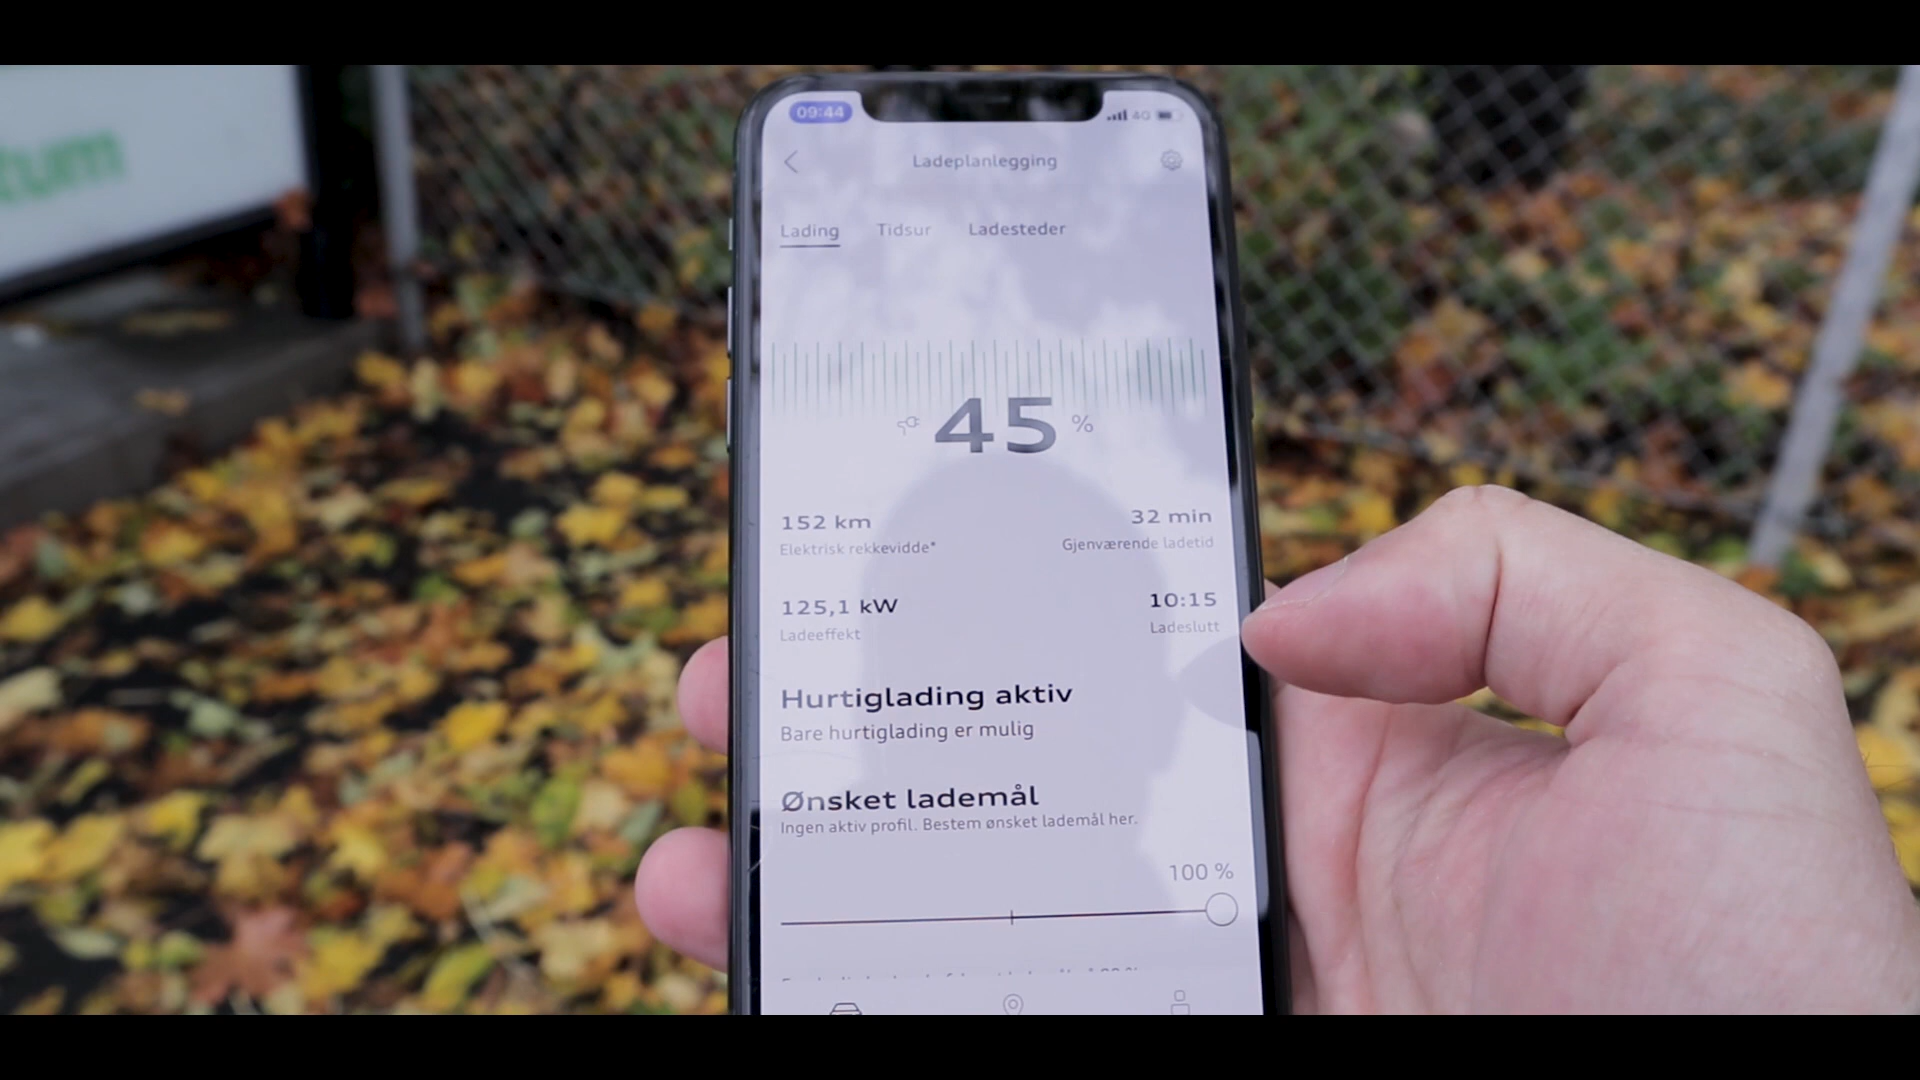 tum
09:44
4G
Ladeplanlegging
Lading Tidsur Ladesteder
45 %
152 km
Elektrisk rekkevidde*
32 min
Gjenværende ladetid
125,1 kW
Ladeeffekt
10:15
Ladeslutt
Hurtiglading aktiv
Bare hurtiglading er mulig
Ønsket lademål
Ingen aktiv profil. Bestem ønsket lademål her.
100 %